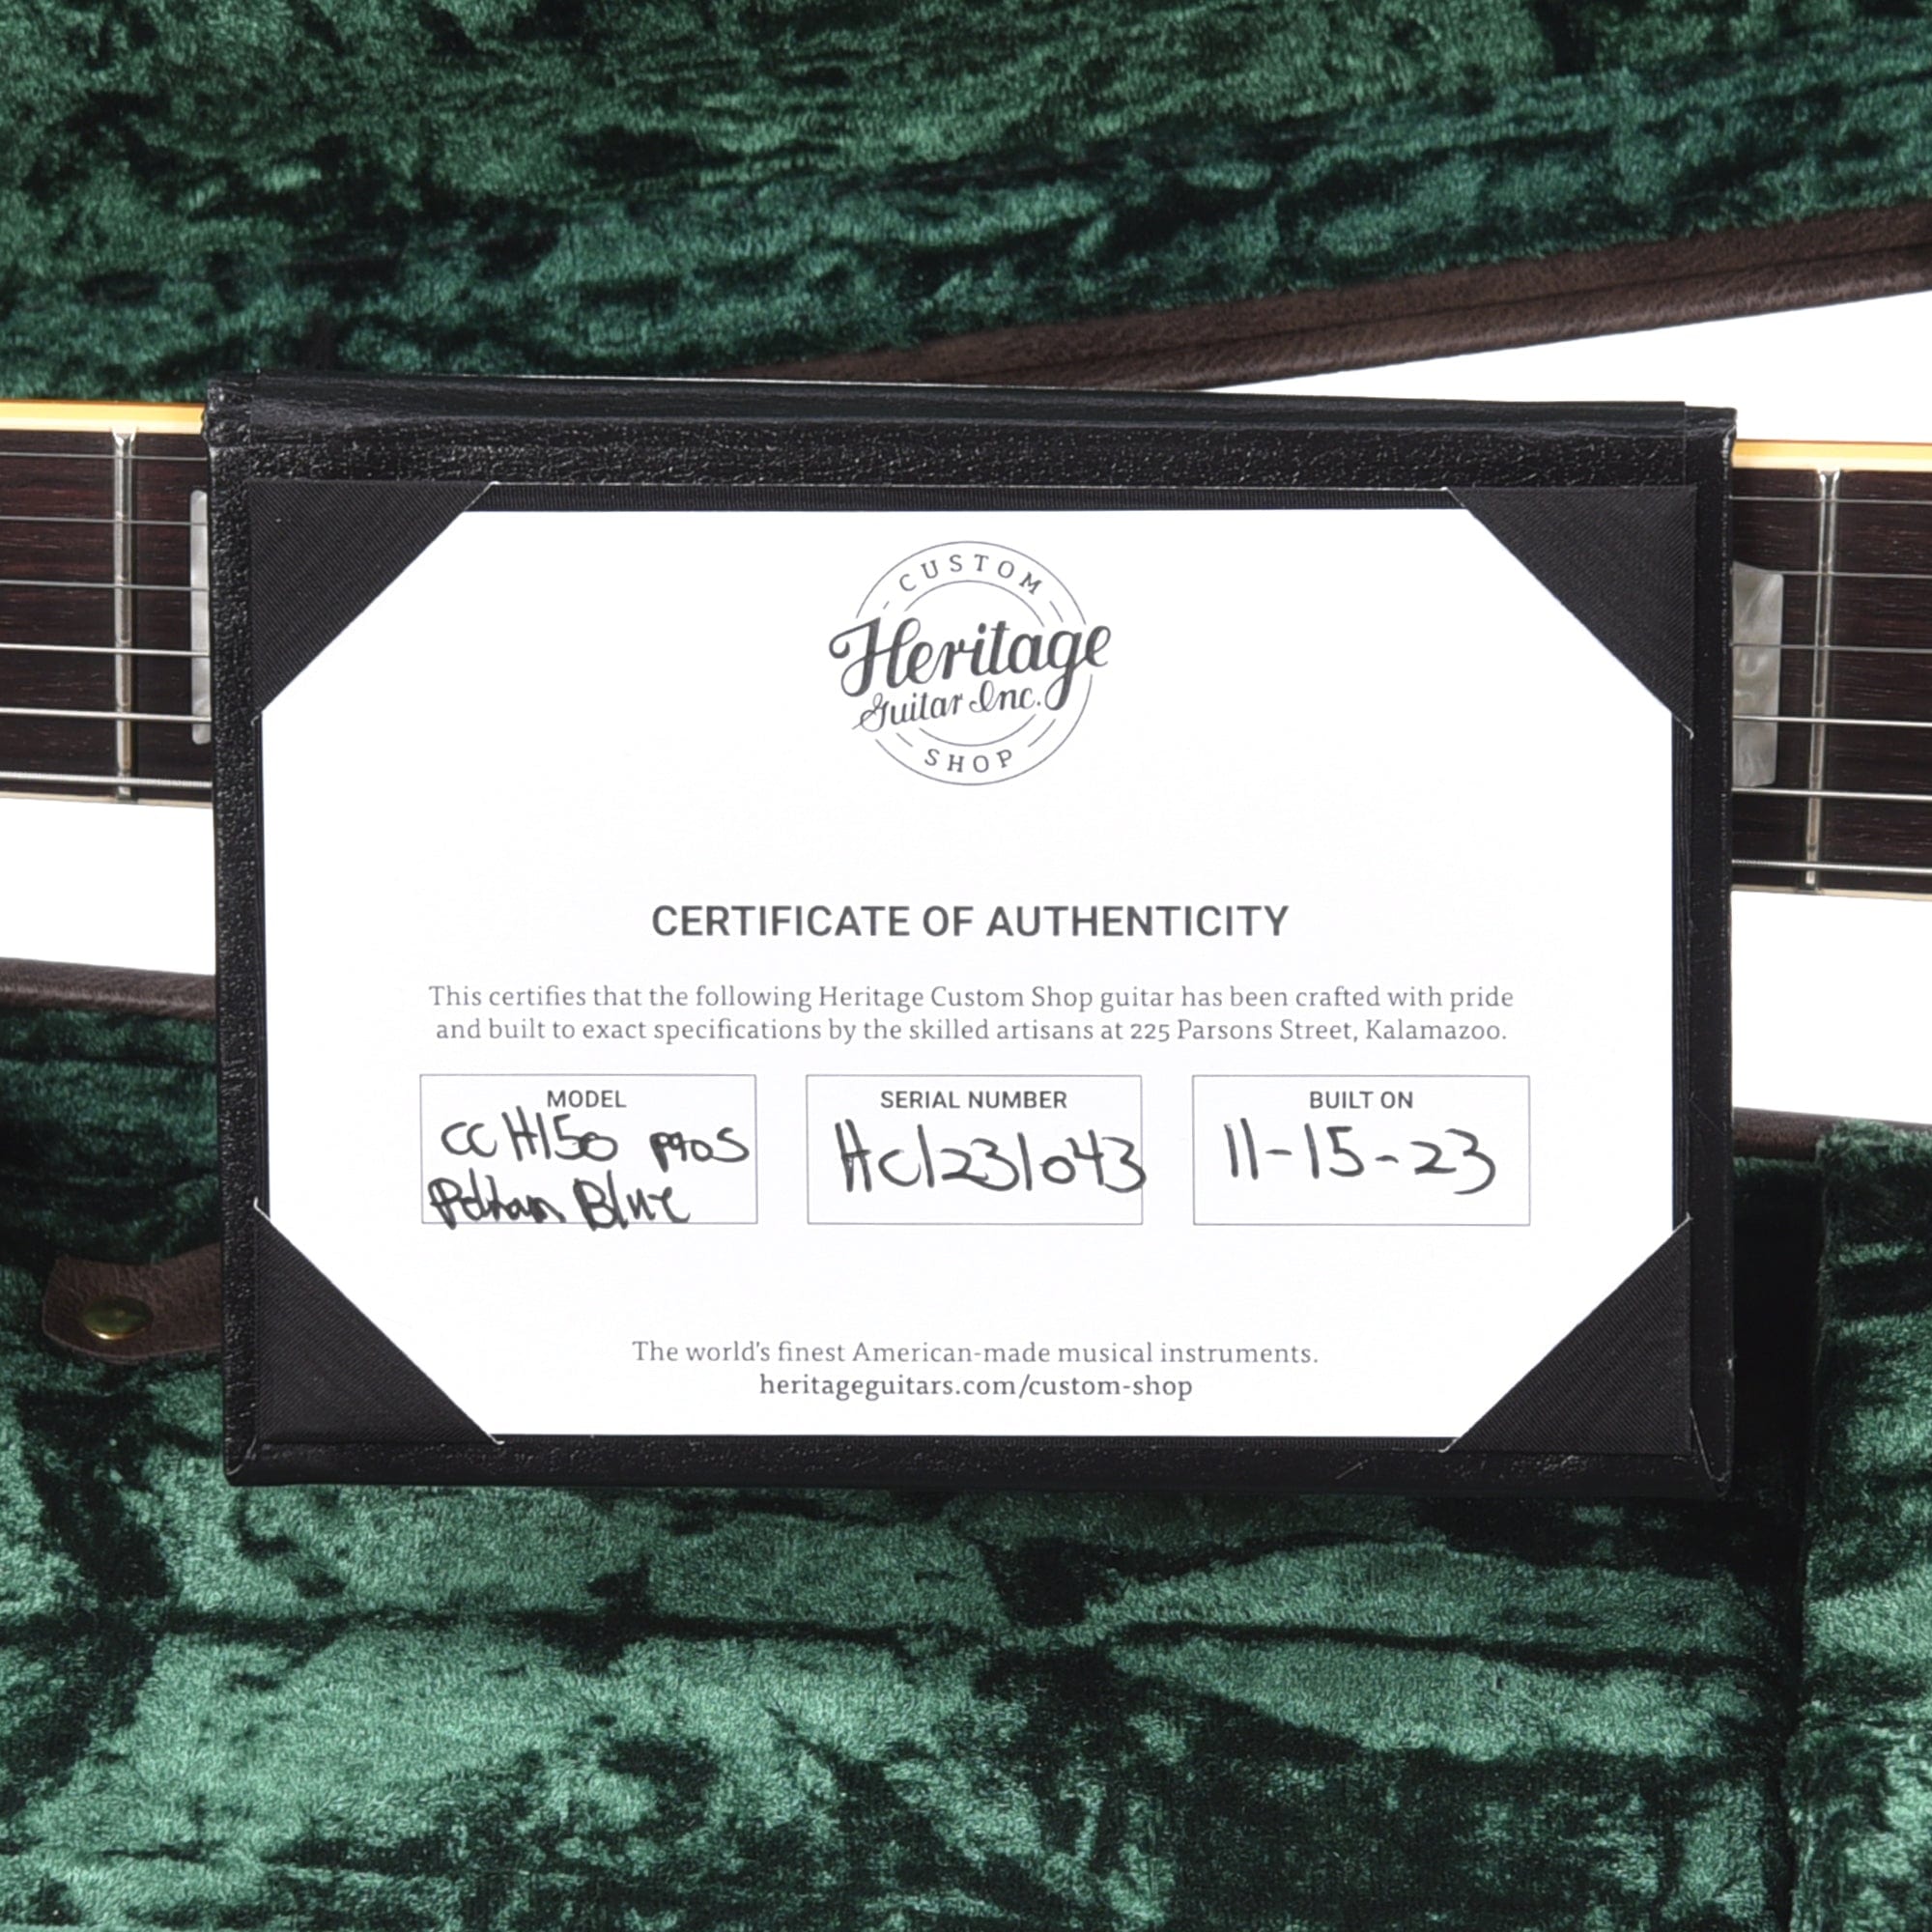 CUSTOM
Heritage
Guitar Inc.
SHOP
CERTIFICATE OF AUTHENTICITY
This certifies that the following Heritage Custom Shop guitar has been crafted with pride
and built to exact specifications by the skilled artisans at 225 Parsons Street, Kalamazoo.
MODEL
CC H150 P90S
Pelham Blue
SERIAL NUMBER
HC1231043
BUILT ON
11-15-23
The world's finest American-made musical instruments.
heritageguitars.com/custom-shop